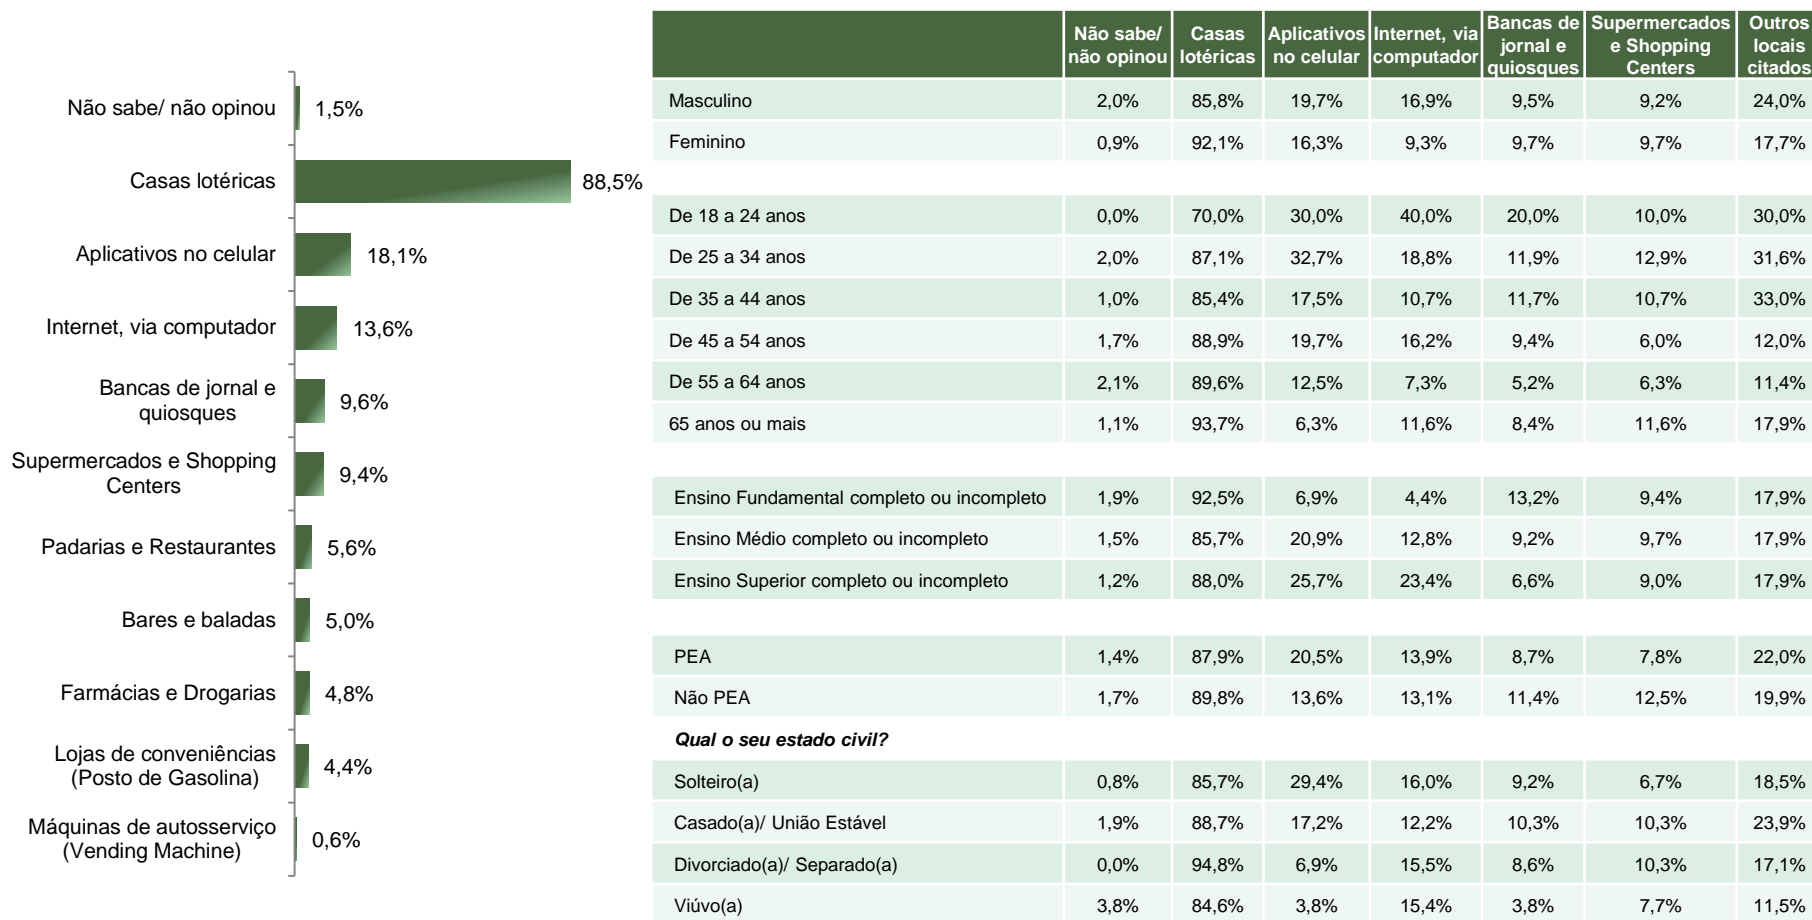 Não sabe/ não opinou 1,5%
Casas lotéricas 88,5%
Aplicativos no celular 18,1%
Internet, via computador 13,6%
Bancas de jornal e
quiosques 9,6%
Supermercados e Shopping
Centers 9,4%
Padarias e Restaurantes 5,6%
Bares e baladas 5,0%
Farmácias e Drogarias 4,8%
Lojas de conveniências
(Posto de Gasolina) 4,4%
Máquinas de autosserviço
(Vending Machine) 0,6%
Não sabe/ Casas Aplicativos Internet, via Bancas de Supermercados Outros
não opinou lotéricas no celular computador jornal e e Shopping locais
quiosques Centers citados
Masculino 2,0% 85,8% 19,7% 16,9% 9,5% 9,2% 24,0%
Feminino 0,9% 92,1% 16,3% 9,3% 9,7% 9,7% 17,7%
De 18 a 24 anos 0,0% 70,0% 30,0% 40,0% 20,0% 10,0% 30,0%
De 25 a 34 anos 2,0% 87,1% 32,7% 18,8% 11,9% 12,9% 31,6%
De 35 a 44 anos 1,0% 85,4% 17,5% 10,7% 11,7% 10,7% 33,0%
De 45 a 54 anos 1,7% 88,9% 19,7% 16,2% 9,4% 6,0% 12,0%
De 55 a 64 anos 2,1% 89,6% 12,5% 7,3% 5,2% 6,3% 11,4%
65 anos ou mais 1,1% 93,7% 6,3% 11,6% 8,4% 11,6% 17,9%
Ensino Fundamental completo ou incompleto 1,9% 92,5% 6,9% 4,4% 13,2% 9,4% 17,9%
Ensino Médio completo ou incompleto 1,5% 85,7% 20,9% 12,8% 9,2% 9,7% 17,9%
Ensino Superior completo ou incompleto 1,2% 88,0% 25,7% 23,4% 6,6% 9,0% 17,9%
PEA 1,4% 87,9% 20,5% 13,9% 8,7% 7,8% 22,0%
Não PEA 1,7% 89,8% 13,6% 13,1% 11,4% 12,5% 19,9%
Qual o seu estado civil?
Solteiro(a) 0,8% 85,7% 29,4% 16,0% 9,2% 6,7% 18,5%
Casado(a)/ União Estável 1,9% 88,7% 17,2% 12,2% 10,3% 10,3% 23,9%
Divorciado(a)/ Separado(a) 0,0% 94,8% 6,9% 15,5% 8,6% 10,3% 17,1%
Viúvo(a) 3,8% 84,6% 3,8% 15,4% 3,8% 7,7% 11,5%